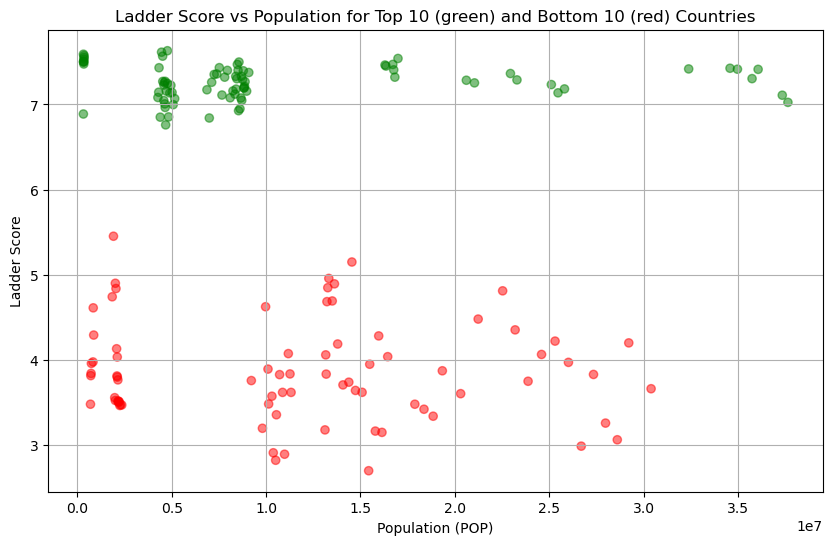 Ladder Score vs Population for Top 10 (green) and Bottom 10 (red) Countries
7
6
5
4
3
Ladder Score
0.0 0.5 1.0 1.5 2.0 2.5 3.0 3.5
1e7
Population (POP)